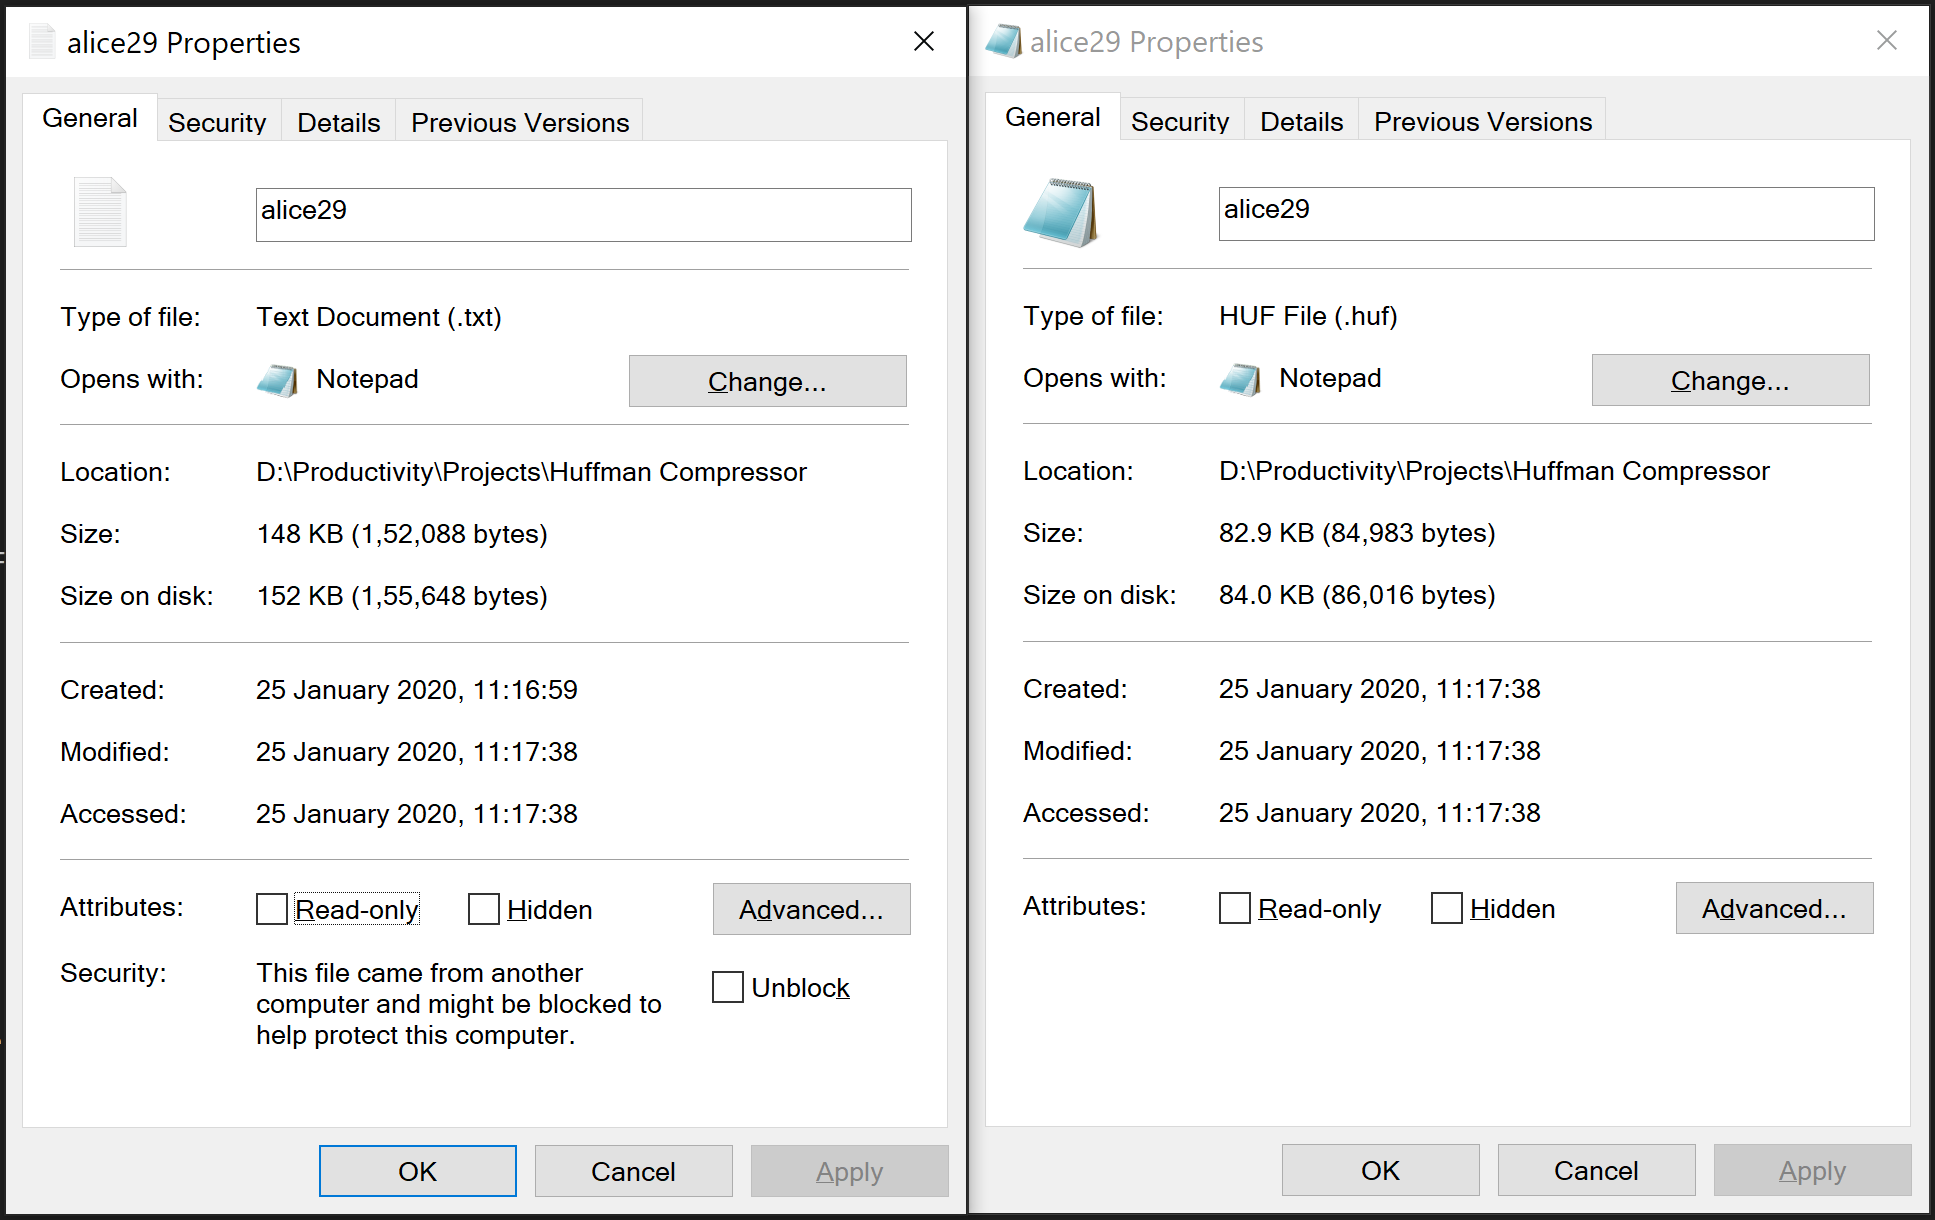 alice29 Properties
General Security Details Previous Versions
alice29
Type of file: Text Document (.txt)
Opens with: Notepad Change...
Location: D:\Productivity\Projects\Huffman Compressor
Size: 148 KB (1,52,088 bytes)
Size on disk: 152 KB (1,55,648 bytes)
Created: 25 January 2020, 11:16:59
Modified: 25 January 2020, 11:17:38
Accessed: 25 January 2020, 11:17:38
Attributes: Read-only Hidden Advanced...
Security: This file came from another
computer and might be blocked to
help protect this computer.
Unblock
OK Cancel Apply
alice29 Properties
General Security Details Previous Versions
alice29
Type of file: HUF File (.huf)
Opens with: Notepad Change...
Location: D:\Productivity\Projects\Huffman Compressor
Size: 82.9 KB (84,983 bytes)
Size on disk: 84.0 KB (86,016 bytes)
Created: 25 January 2020, 11:17:38
Modified: 25 January 2020, 11:17:38
Accessed: 25 January 2020, 11:17:38
Attributes: Read-only Hidden Advanced...
OK Cancel Apply